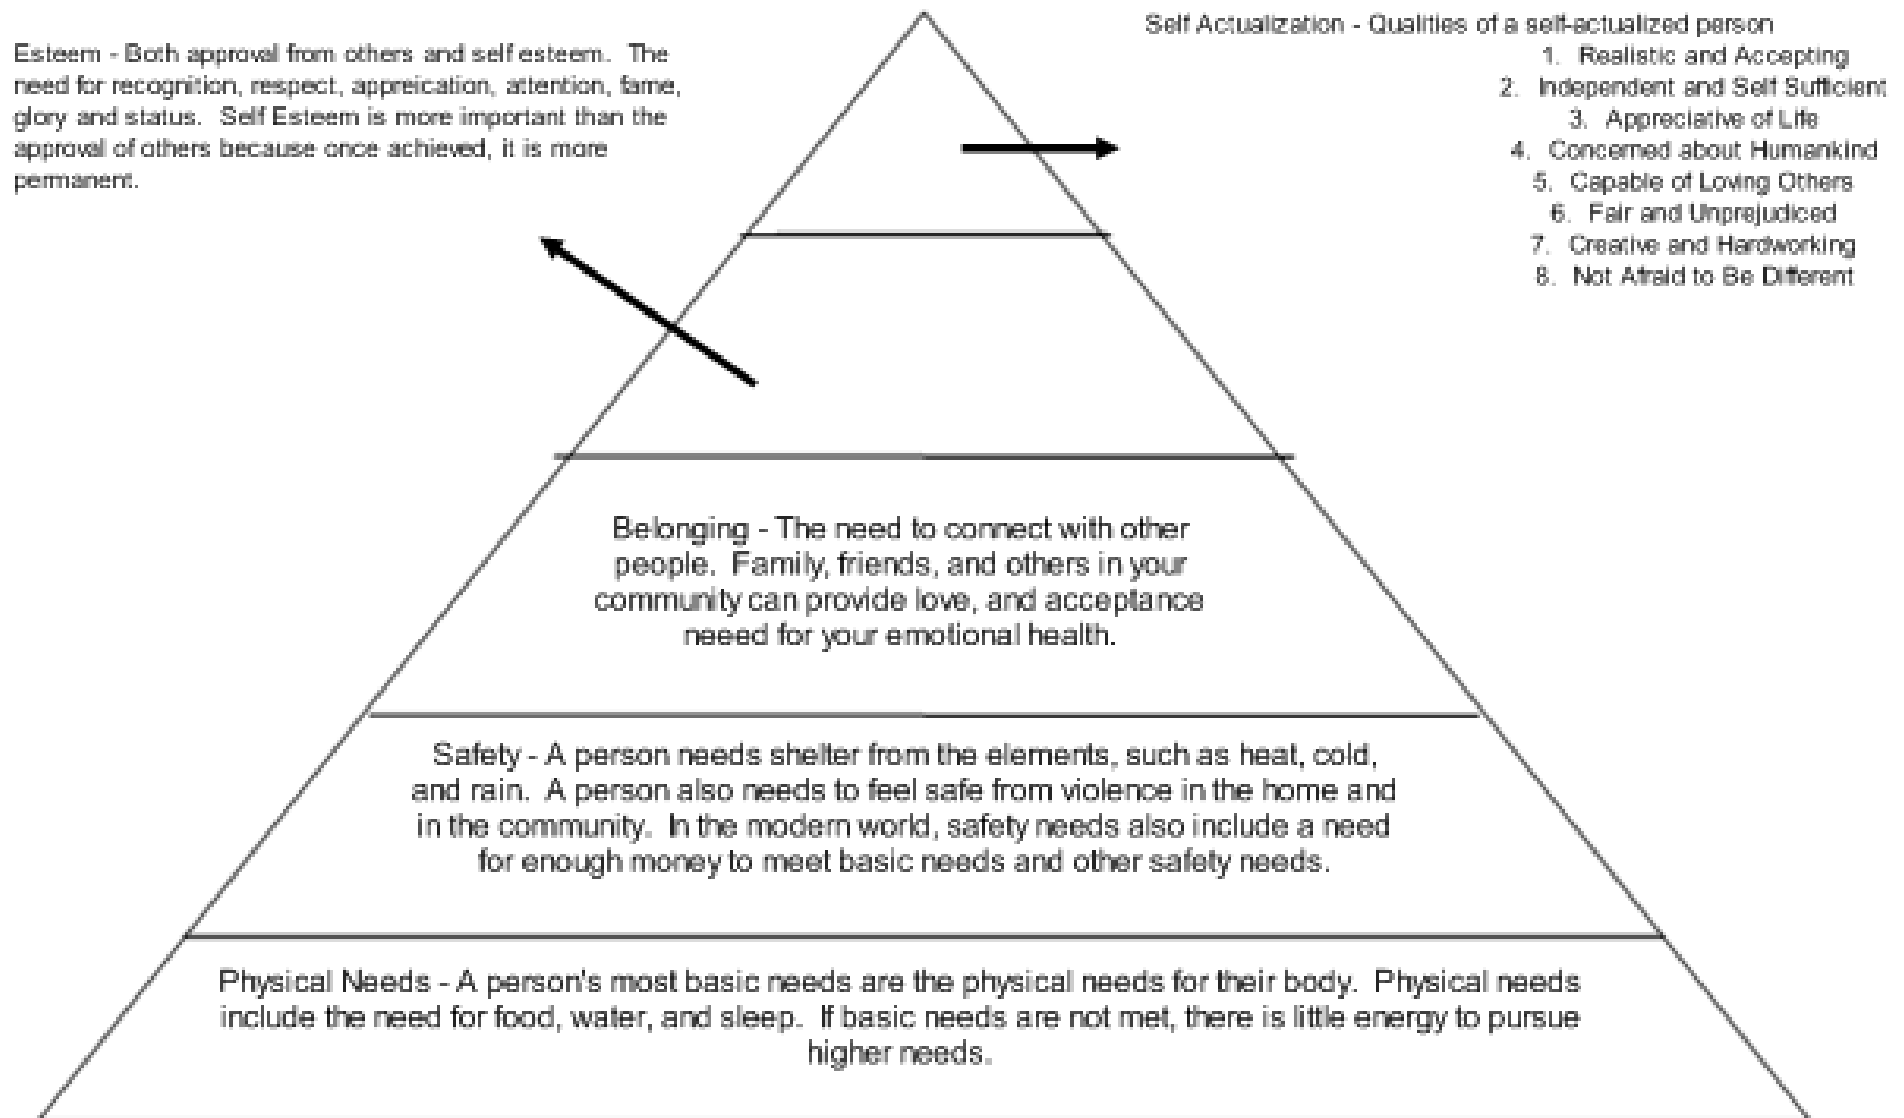 Esteem - Both approval from others and self esteem. The
need for recognition, respect, appreication, attention, fame,
glory and status. Self Esteem is more important than the
approval of others because once achieved, it is more
permanent.
Self Actualization - Qualities of a self-actualized person
1. Realistic and Accepting
2. Independent and Self Sufficient
3. Appreciative of Life
4. Concerned about Humankind
5. Capable of Loving Others
6. Fair and Unprejudiced
7. Creative and Hardworking
8. Not Afraid to Be Different
Belonging - The need to connect with other
people. Family, friends, and others in your
community can provide love, and acceptance
neeed for your emotional health.
Safety - A person needs shelter from the elements, such as heat, cold,
and rain. A person also needs to feel safe from violence in the home and
in the community. In the modern world, safety needs also include a need
for enough money to meet basic needs and other safety needs.
Physical Needs - A person's most basic needs are the physical needs for their body. Physical needs
include the need for food, water, and sleep. If basic needs are not met, there is little energy to pursue
higher needs.